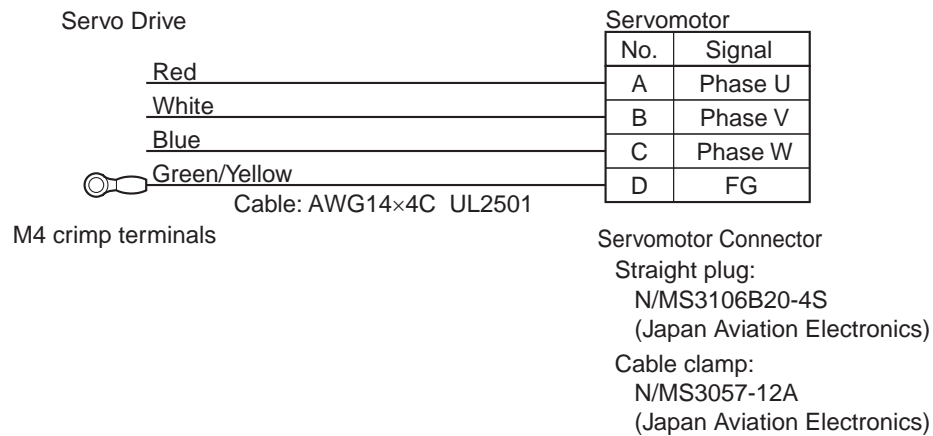 Servo Drive
Servomotor
No. Signal
Red
A Phase U
White
B Phase V
Blue
C Phase W
Green/Yellow
D FG
Cable: AWG14×4C UL2501
M4 crimp terminals
Servomotor Connector
Straight plug:
N/MS3106B20-4S
(Japan Aviation Electronics)
Cable clamp:
N/MS3057-12A
(Japan Aviation Electronics)